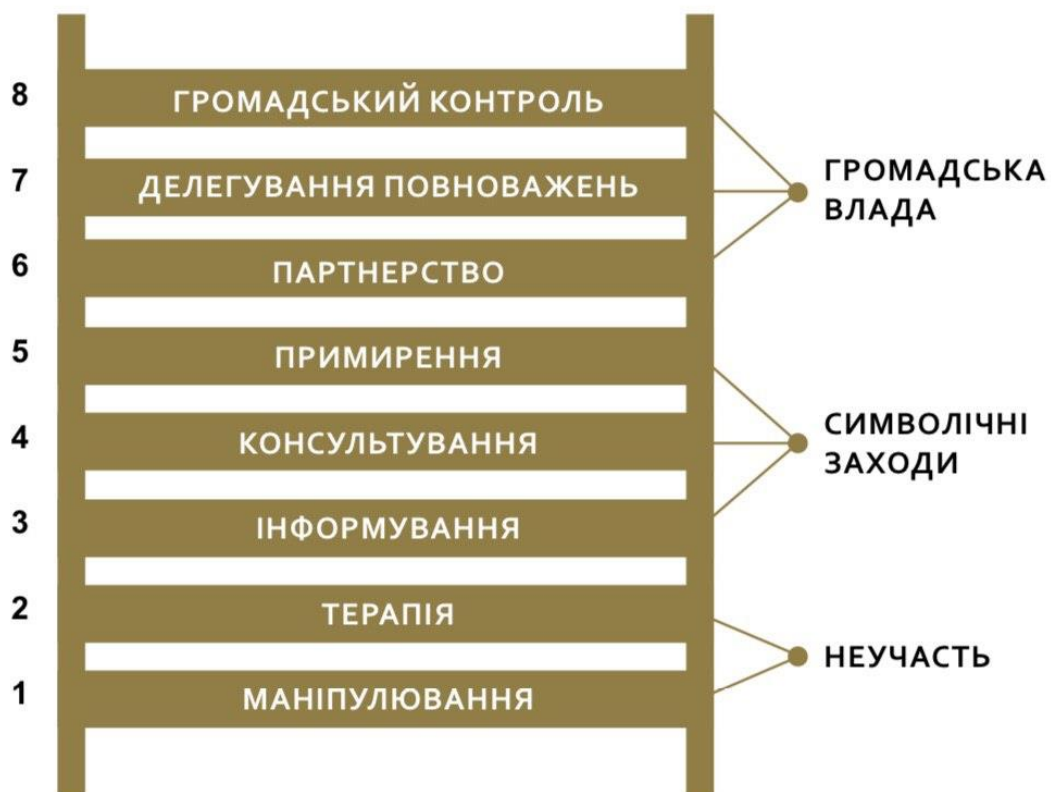 8 ГРОМАДСЬКИЙ КОНТРОЛЬ
7 ДЕЛЕГУВАННЯ ПОВНОВАЖЕНЬ
ГРОМАДСЬКА
ВЛАДА
6 ПАРТНЕРСТВО
5 ПРИМИРЕННЯ
4 КОНСУЛЬТУВАННЯ
СИМВОЛІЧНІ
ЗАХОДИ
3 ІНФОРМУВАННЯ
2 ТЕРАПІЯ
НЕУЧАСТЬ
1 МАНІПУЛЮВАННЯ